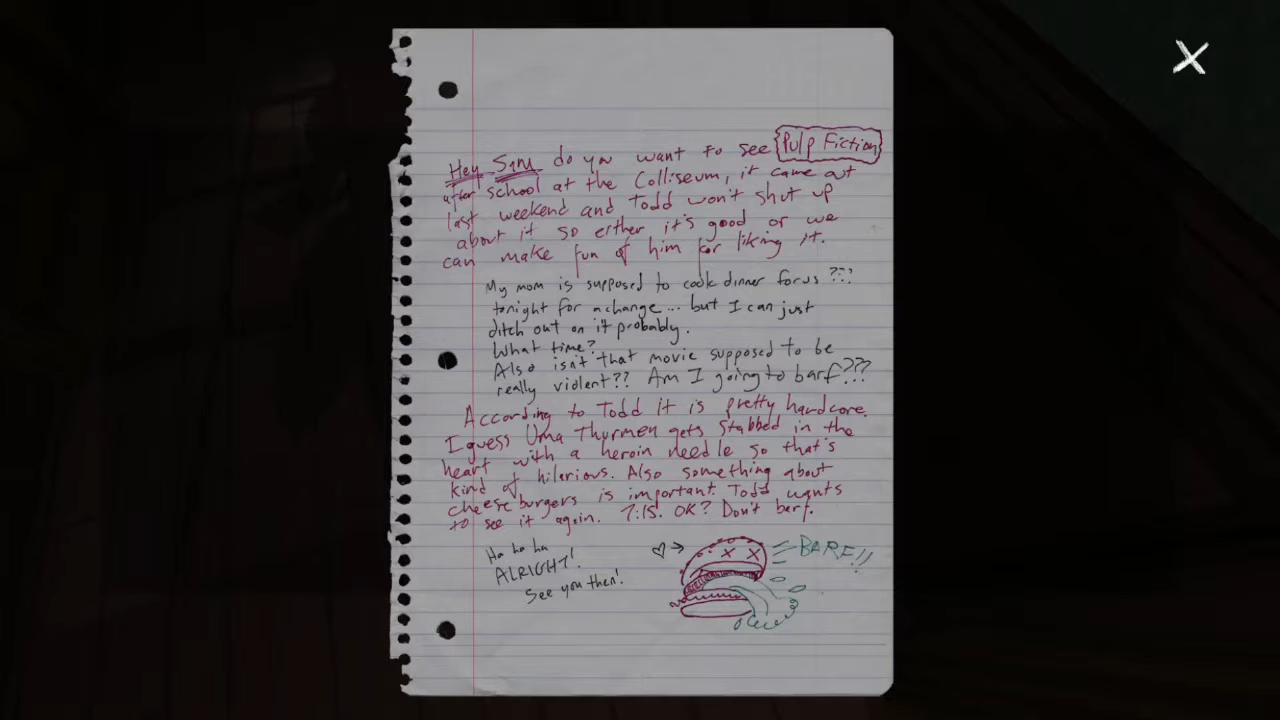 Hey Sam do you want to see Pulp Fiction
after school at the Colliseum, it came out
last weekend and Todd won't shut up
about it so either it's good or we
can make fun of him for liking it.
My mom is supposed to cook dinner for us ???
tonight for a change... but I can just
ditch out on it probably.
What time?
Also isn't that movie supposed to be
really violent?? Am I going to barf???
According to Todd it is pretty hardcore.
I guess Uma Thurmen gets stabbed in the
heart with a heroin needle so that's
kind of hilarious. Also something about
cheeseburgers is important. Todd wants
to see it again. 7:15. OK? Don't barf.
Ha ha ha
ALRIGHT!
See you then!
BARF!!